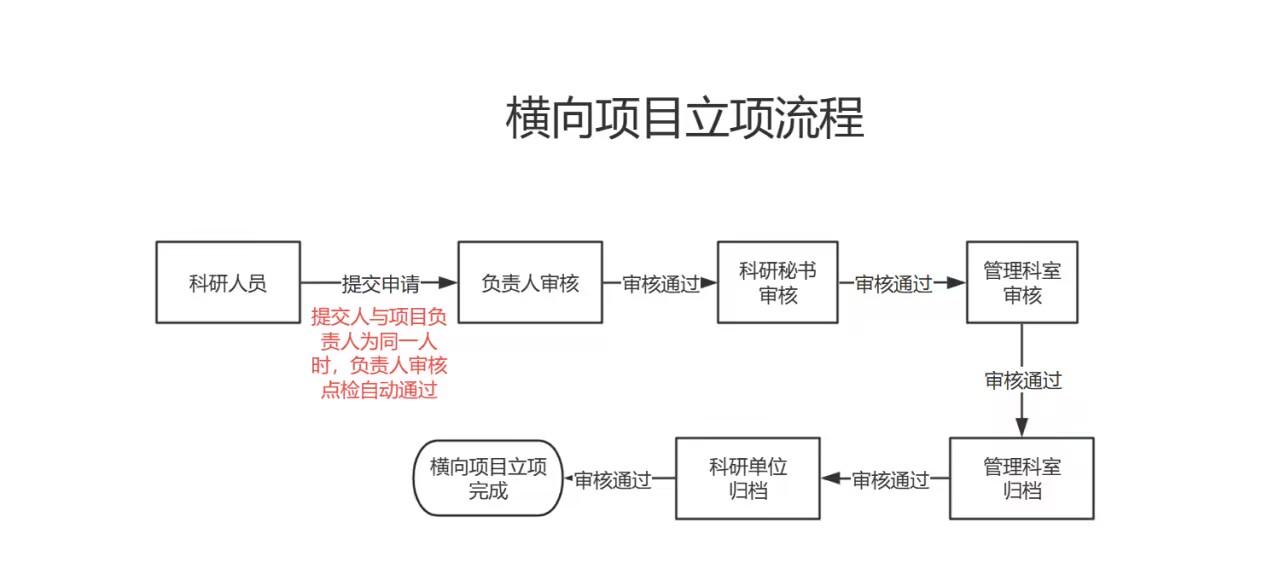 横向项目立项流程
科研人员
提交申请
提交人与项目负
责人为同一人
时，负责人审核
点检自动通过
负责人审核
审核通过
科研秘书
审核
审核通过
管理科室
审核
审核通过
管理科室
归档
审核通过
科研单位
归档
审核通过
横向项目立项
完成